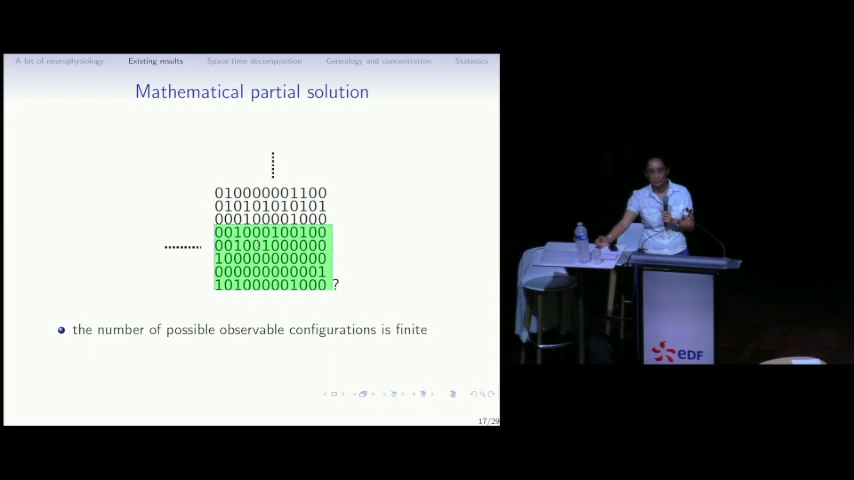 A bit of neurophysiology Existing results Space-time decomposition Genealogy and concentration Statistics
Mathematical partial solution
010000001100
010101010101
000100001000
001000100100
001001000000
100000000000
000000000001
101000001000 ?
the number of possible observable configurations is finite
17/29
eDF